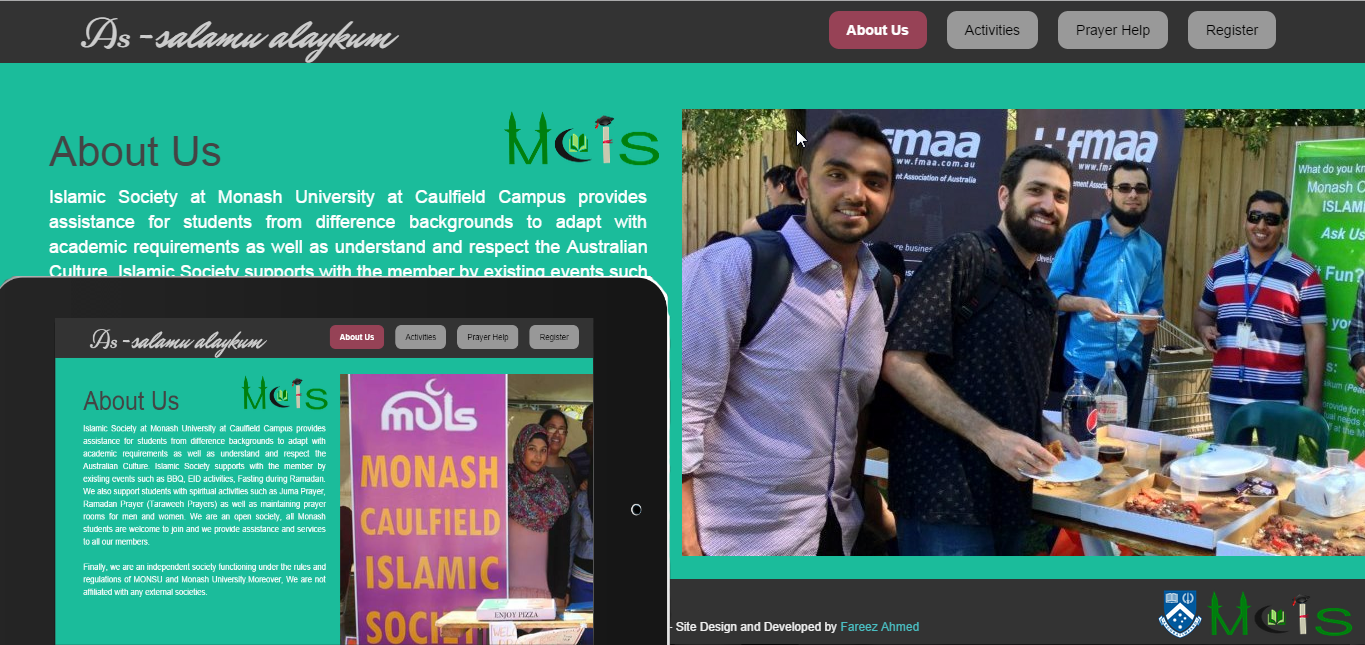 As -salamu alaykum
About Us
Activities
Prayer Help
Register
About Us
Mcis
Islamic Society at Monash University at Caulfield Campus provides
assistance for students from difference backgrounds to adapt with
academic requirements as well as understand and respect the Australian
Culture. Islamic Society supports with the member by existing events such
fmaa
www.fmaa.com.au
ent Association of Australia
fmaa
What do you kn
Monash C
ISLAMI
Ask Us
t Fun?
you
As -salamu alaykum
About Us
Activities
Prayer Help
Register
About Us
Mcis
Islamic Society at Monash University at Caulfield Campus provides
assistance for students from difference backgrounds to adapt with
academic requirements as well as understand and respect the
Australian Culture. Islamic Society supports with the member by
existing events such as BBQ, EID activities, Fasting during Ramadan.
We also support students with spiritual activities such as Juma Prayer,
Ramadan Prayer (Taraweeh Prayers) as well as maintaining prayer
rooms for men and women. We are an open society, all Monash
students are welcome to join and we provide assistance and services
to all our members.
Finally, we are an independent society functioning under the rules and
regulations of MONSU and Monash University Moreover, We are not
affiliated with any external societies.
muis
MONASH
CAULFIELD
ISLAMIC
SOCI
ENJOY PIZZA
- Site Design and Developed by Fareez Ahmed
Mcis